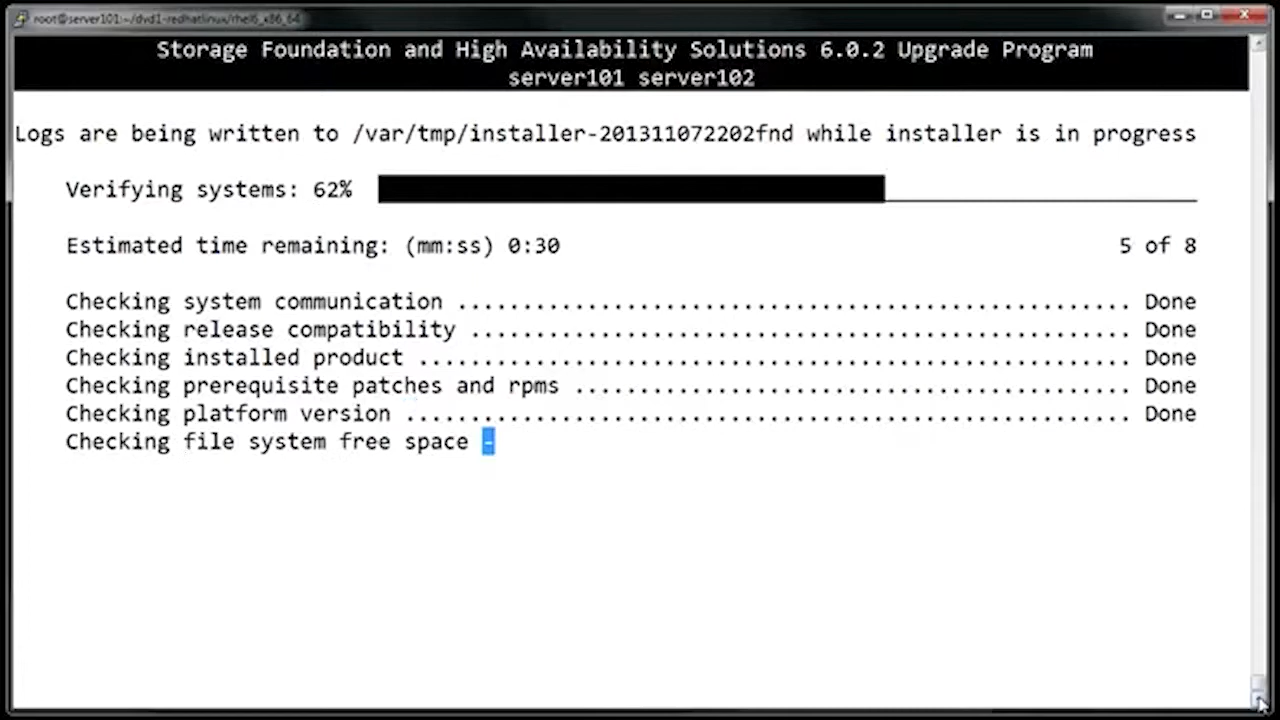 root@server101:~/dvd1-redhatlinux/rhel6_x86_64
Storage Foundation and High Availability Solutions 6.0.2 Upgrade Program
server101 server102
Logs are being written to /var/tmp/installer-201311072202fnd while installer is in progress
Verifying systems: 62%
Estimated time remaining: (mm:ss) 0:30 5 of 8
Checking system communication .................................................... Done
Checking release compatibility ................................................... Done
Checking installed product ....................................................... Done
Checking prerequisite patches and rpms ........................................... Done
Checking platform version ........................................................ Done
Checking file system free space -